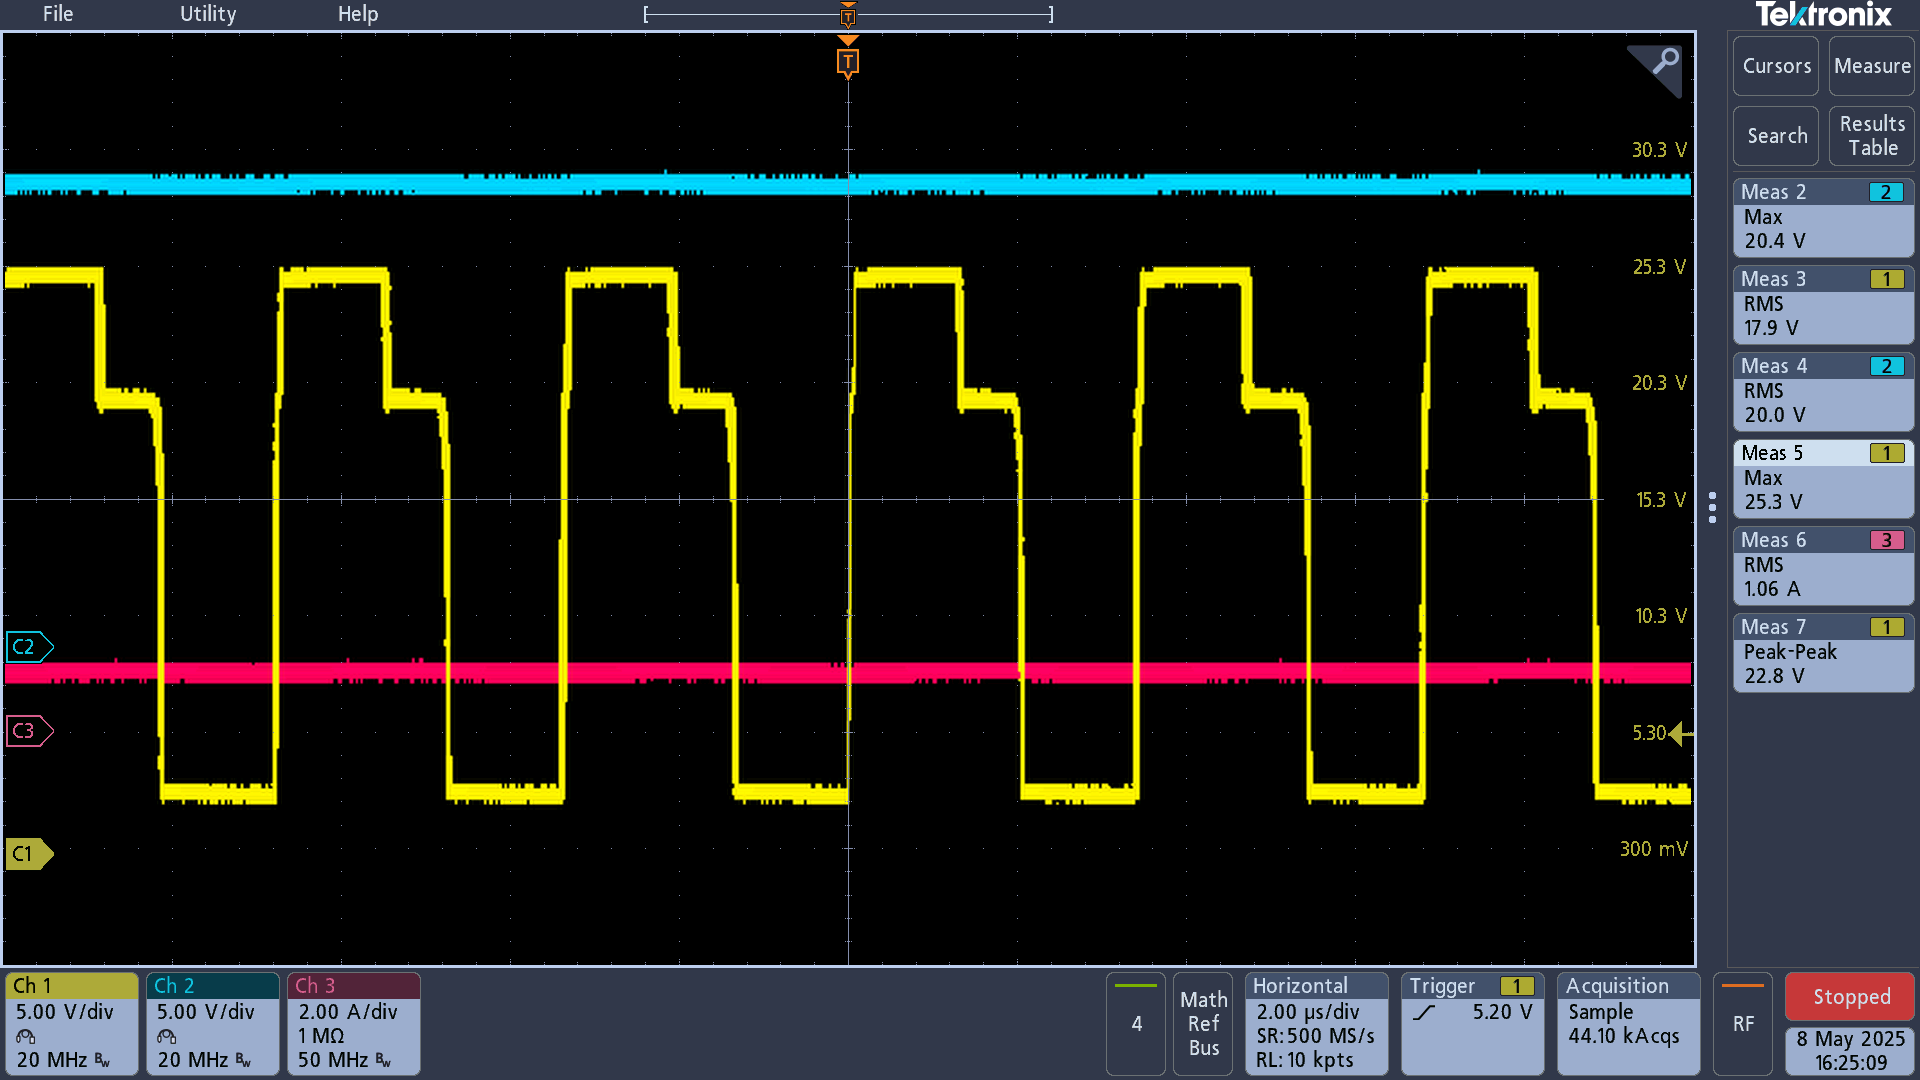 File Utility Help
Tektronix
T
T
Cursors Measure
Search Results Table
30.3 V
25.3 V
20.3 V
15.3 V
10.3 V
5.30
300 mV
C2
C3
C1
Meas 2 2
Max
20.4 V
Meas 3 1
RMS
17.9 V
Meas 4 2
RMS
20.0 V
Meas 5 1
Max
25.3 V
Meas 6 3
RMS
1.06 A
Meas 7 1
Peak-Peak
22.8 V
Ch 1
5.00 V/div
20 MHz Bw
Ch 2
5.00 V/div
20 MHz Bw
Ch 3
2.00 A/div
1 MΩ
50 MHz Bw
4
Math
Ref
Bus
Horizontal
2.00 µs/div
SR: 500 MS/s
RL: 10 kpts
Trigger 1
5.20 V
Acquisition
Sample
44.10 kAcqs
RF
Stopped
8 May 2025
16:25:09